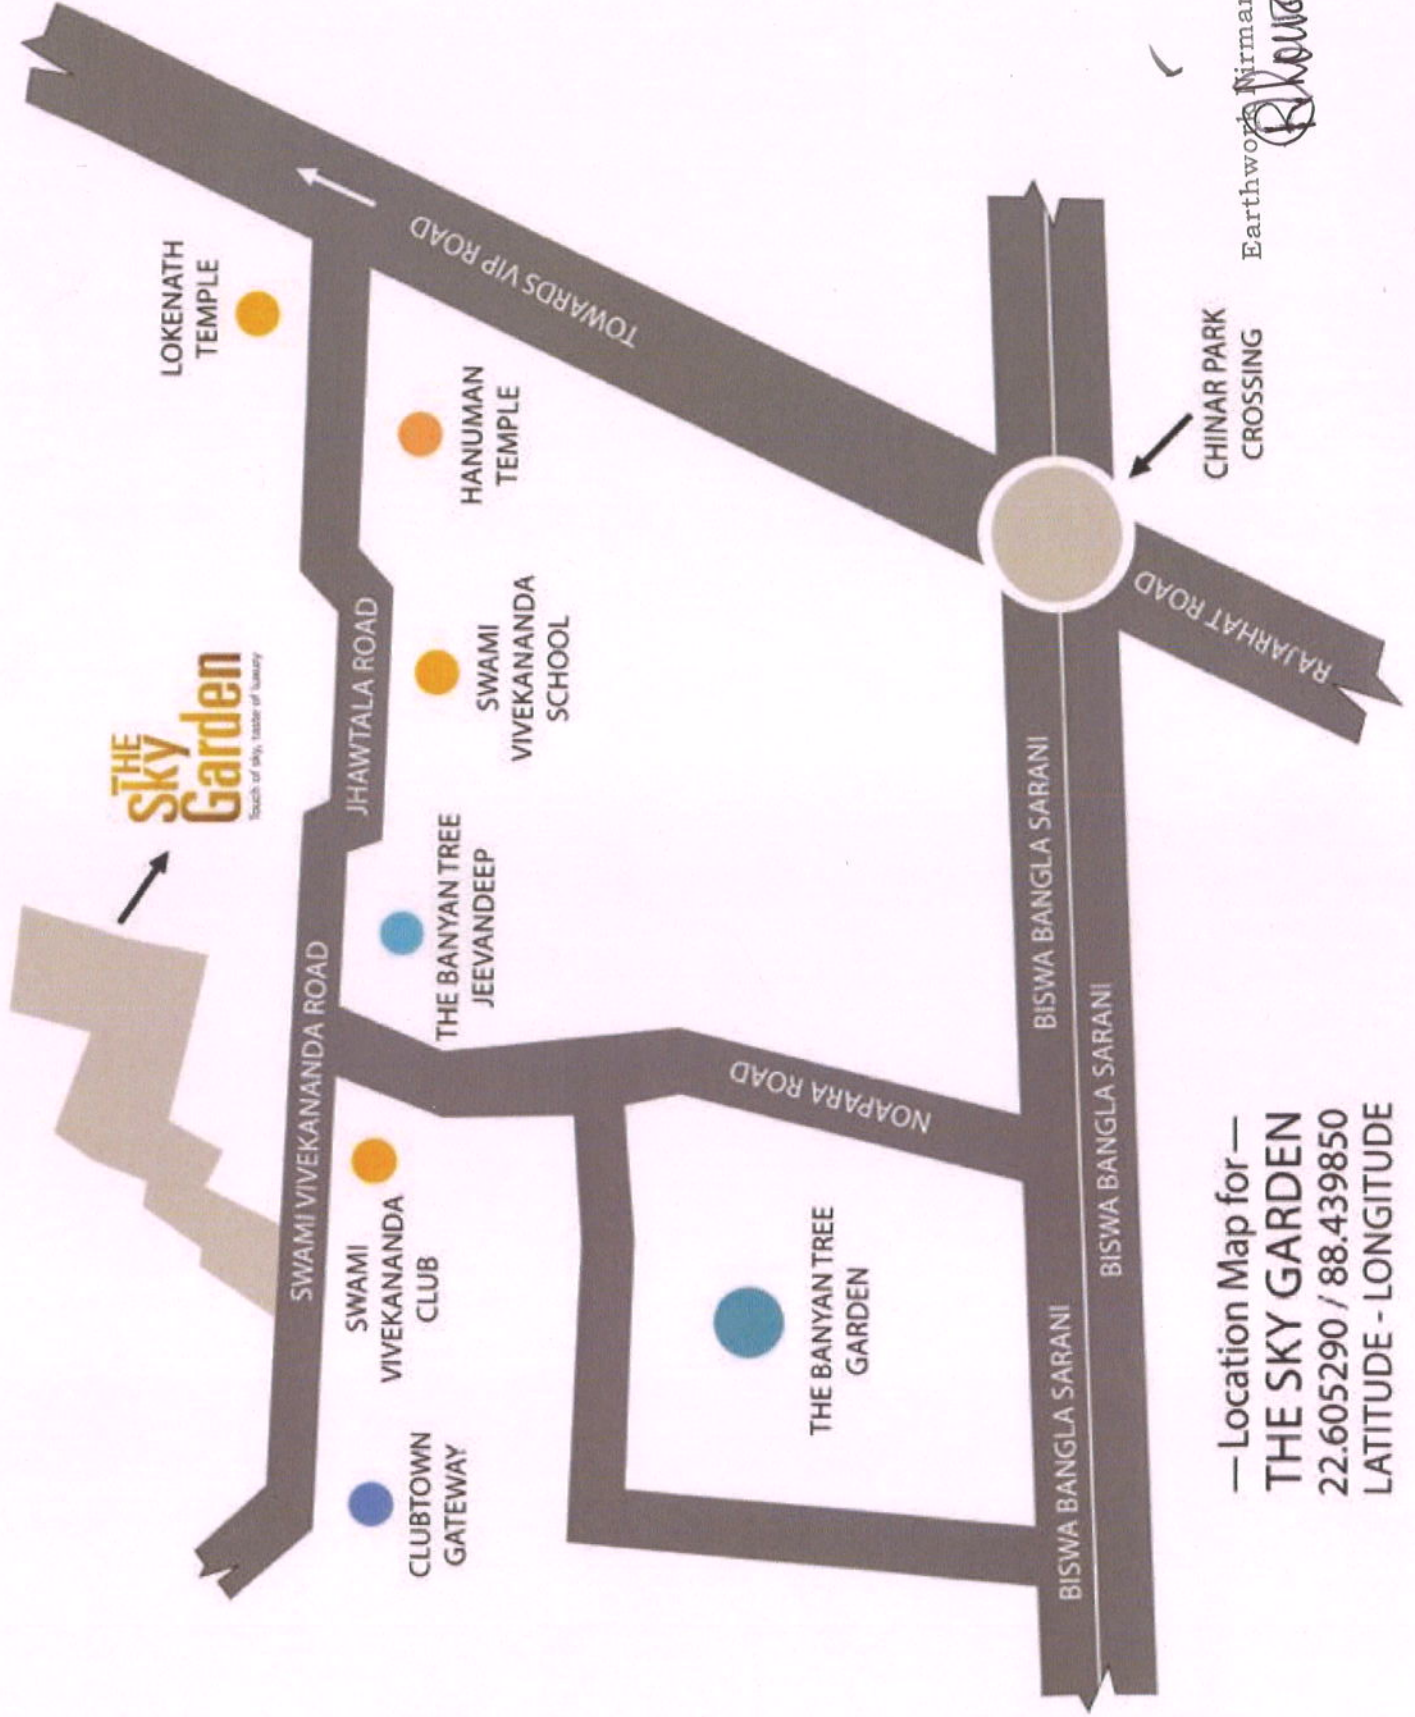 LOKENATH
TEMPLE
THE
Sky
Garden
Touch of sky, taste of luxury
TOWARDS VIP ROAD
HANUMAN
TEMPLE
JHAWTALA ROAD
SWAMI
VIVEKANANDA
SCHOOL
THE BANYAN TREE
JEEVANDEEP
SWAMI VIVEKANANDA ROAD
SWAMI
VIVEKANANDA
CLUB
CLUBTOWN
GATEWAY
NOAPARA ROAD
THE BANYAN TREE
GARDEN
BISWA BANGLA SARANI
BISWA BANGLA SARANI
BISWA BANGLA SARANI
RAJARHAT ROAD
CHINAR PARK
CROSSING
Earthwork Nirman
— Location Map for —
THE SKY GARDEN
22.605290 / 88.439850
LATITUDE - LONGITUDE